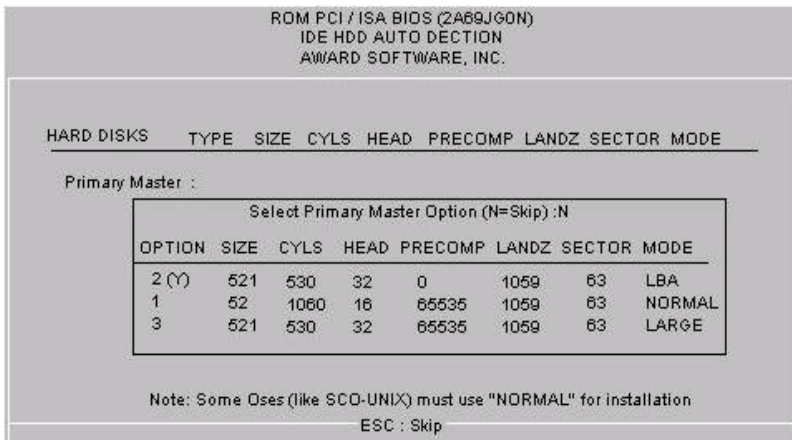 ROM PCI / ISA BIOS (2A69JG0N)
IDE HDD AUTO DECTION
AWARD SOFTWARE, INC.
HARD DISKS TYPE SIZE CYLS HEAD PRECOMP LANDZ SECTOR MODE
Primary Master :
Select Primary Master Option (N=Skip) :N
OPTION SIZE CYLS HEAD PRECOMP LANDZ SECTOR MODE
2 (Y) 521 530 32 0 1059 63 LBA
1 52 1060 16 65535 1059 63 NORMAL
3 521 530 32 65535 1059 63 LARGE
Note: Some Oses (like SCO-UNIX) must use "NORMAL" for installation
ESC : Skip